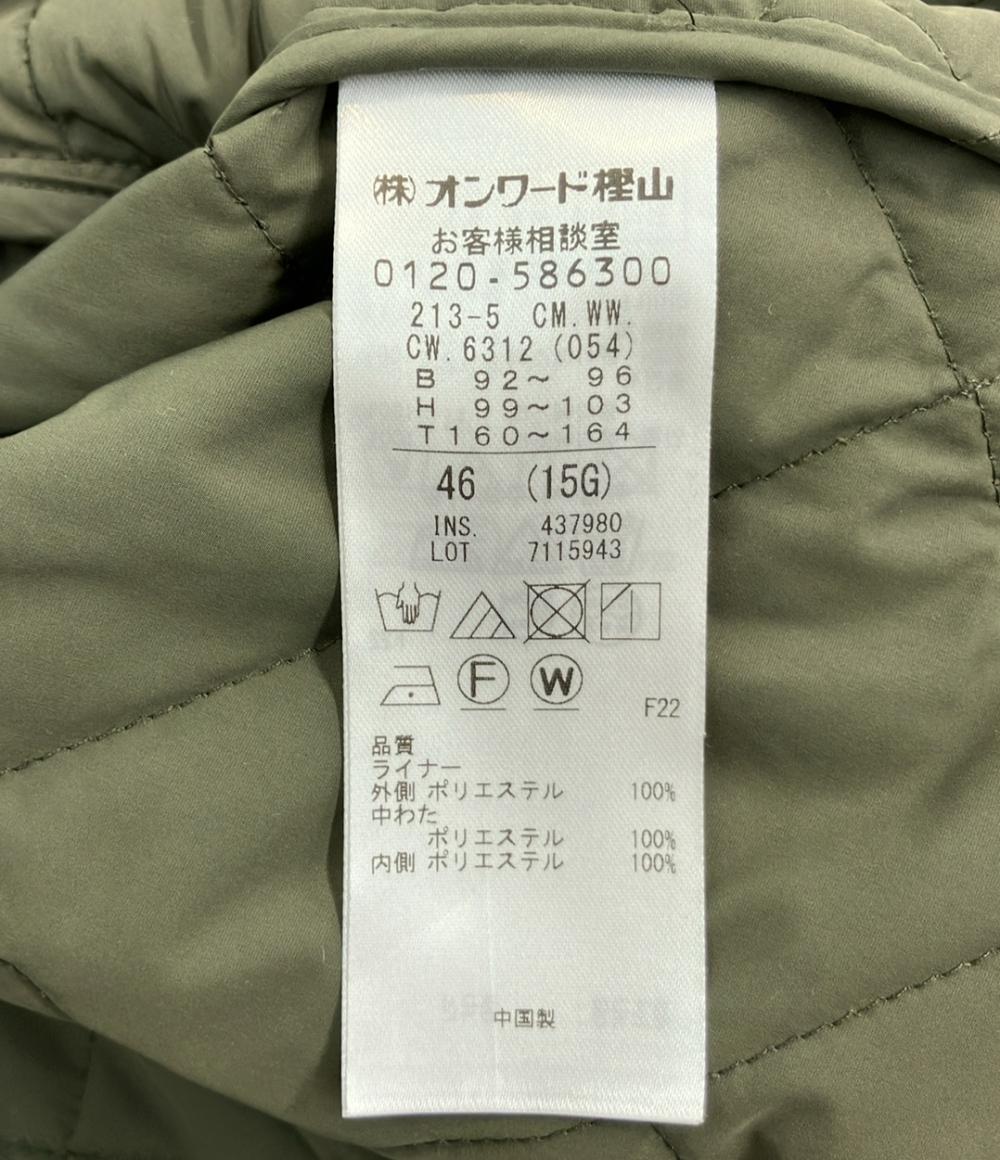 (株)オンワード樫山
お客様相談室
0120-586300
213-5 CM.WW.
CW.6312(054)
B 92～ 96
H 99～103
T160～164
46 (15G)
INS. 437980
LOT 7115943
F W
F22
品質
ライナー
外側 ポリエステル 100%
中わた
ポリエステル 100%
内側 ポリエステル 100%
中国製